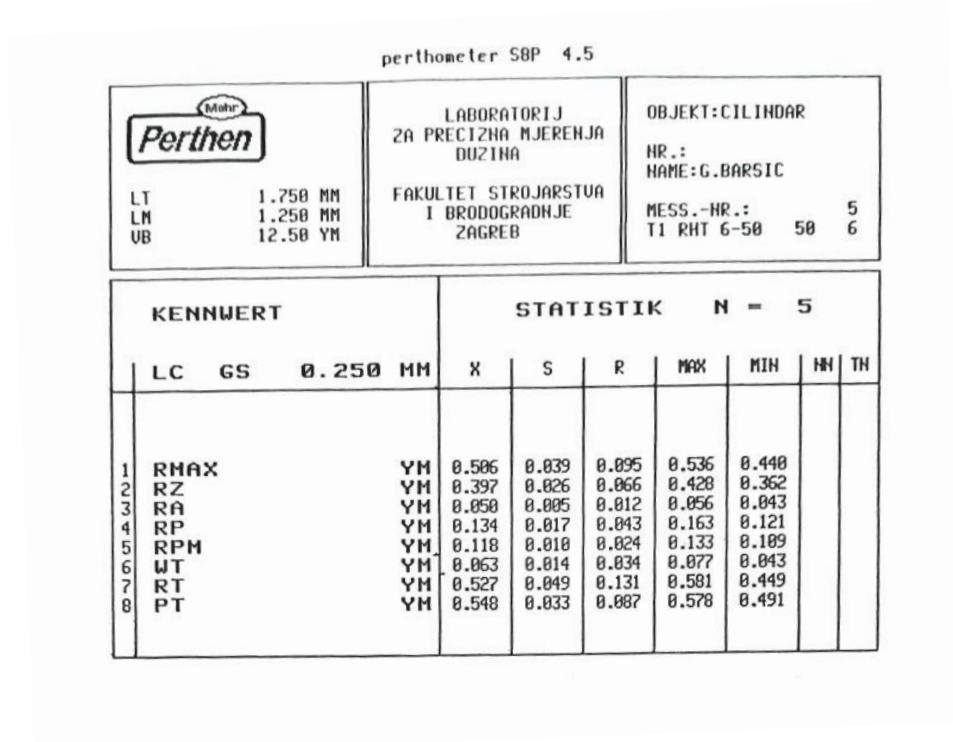 perthometer S8P 4.5
Mahr
Perthen
LT 1.750 MM
LM 1.250 MM
VB 12.50 YM
LABORATORIJ
ZA PRECIZNA MJERENJA
DUZINA
FAKULTET STROJARSTVA
I BRODOGRADNJE
ZAGREB
OBJEKT:CILINDAR
NR.:
NAME:G.BARSIC
MESS.-NR.: 5
T1 RHT 6-50 50 6
KENNWERT STATISTIK N = 5
LC GS 0.250 MM X S R MAX MIN NN TN
1 RMAX YM 0.506 0.039 0.095 0.536 0.440
2 RZ YM 0.397 0.026 0.066 0.428 0.362
3 RA YM 0.050 0.005 0.012 0.056 0.043
4 RP YM 0.134 0.017 0.043 0.163 0.121
5 RPM YM 0.118 0.010 0.024 0.133 0.109
6 WT YM 0.063 0.014 0.034 0.077 0.043
7 RT YM 0.527 0.049 0.131 0.581 0.449
8 PT YM 0.548 0.033 0.087 0.578 0.491